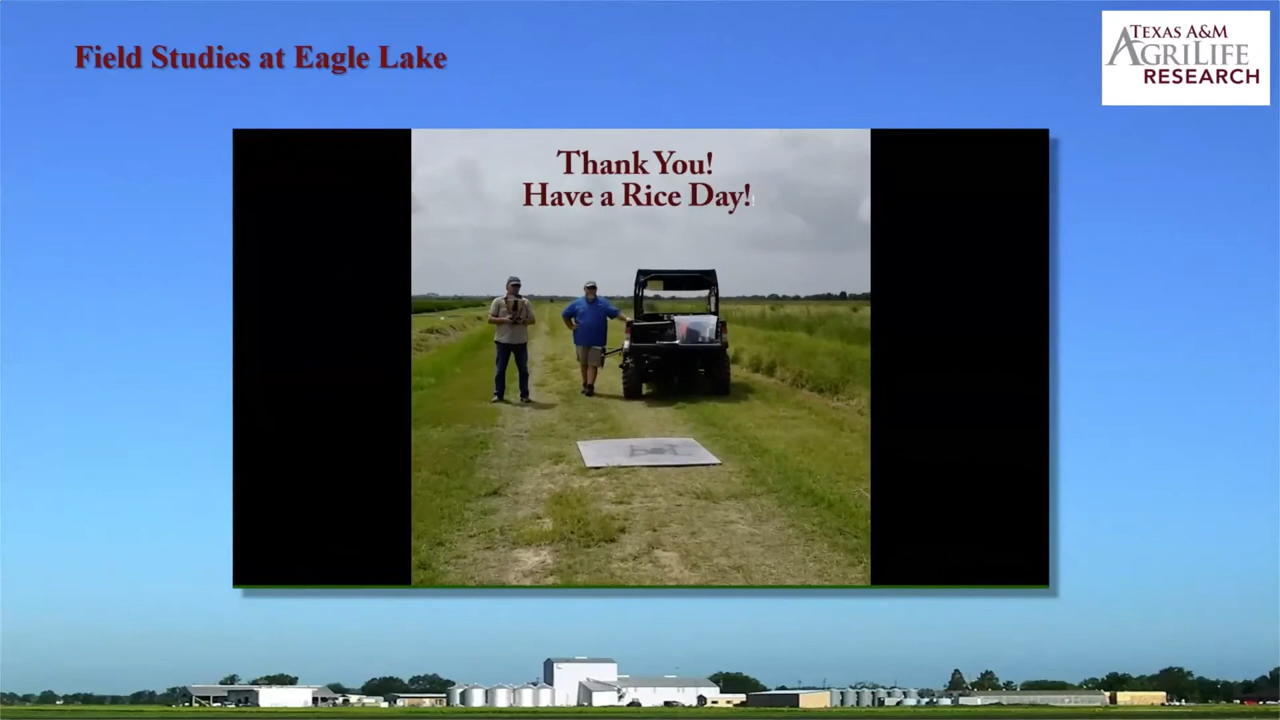 Field Studies at Eagle Lake
TEXAS A&M
AGRILIFE
RESEARCH
Thank You!
Have a Rice Day!